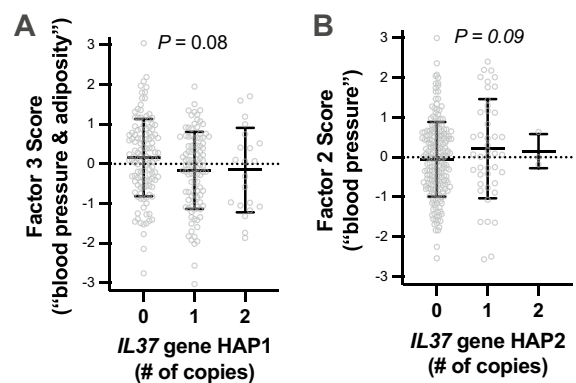 A
P = 0.08
Factor 3 Score
(“blood pressure & adiposity”)
3
2
1
0
-1
-2
-3
0 1 2
IL37 gene HAP1
(# of copies)
B
P = 0.09
Factor 2 Score
(“blood pressure”)
3
2
1
0
-1
-2
-3
0 1 2
IL37 gene HAP2
(# of copies)